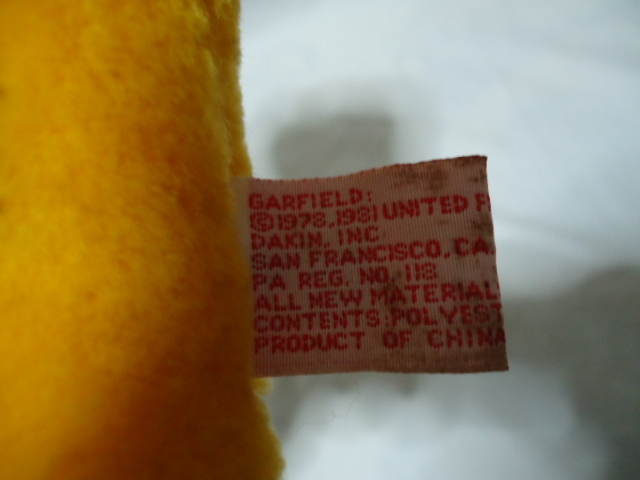 GARFIELD:
©1978,1981 UNITED F
DAKIN, INC
SAN FRANCISCO, CA
PA REG. NO. 118
ALL NEW MATERIAL
CONTENTS: POLYEST
PRODUCT OF CHINA